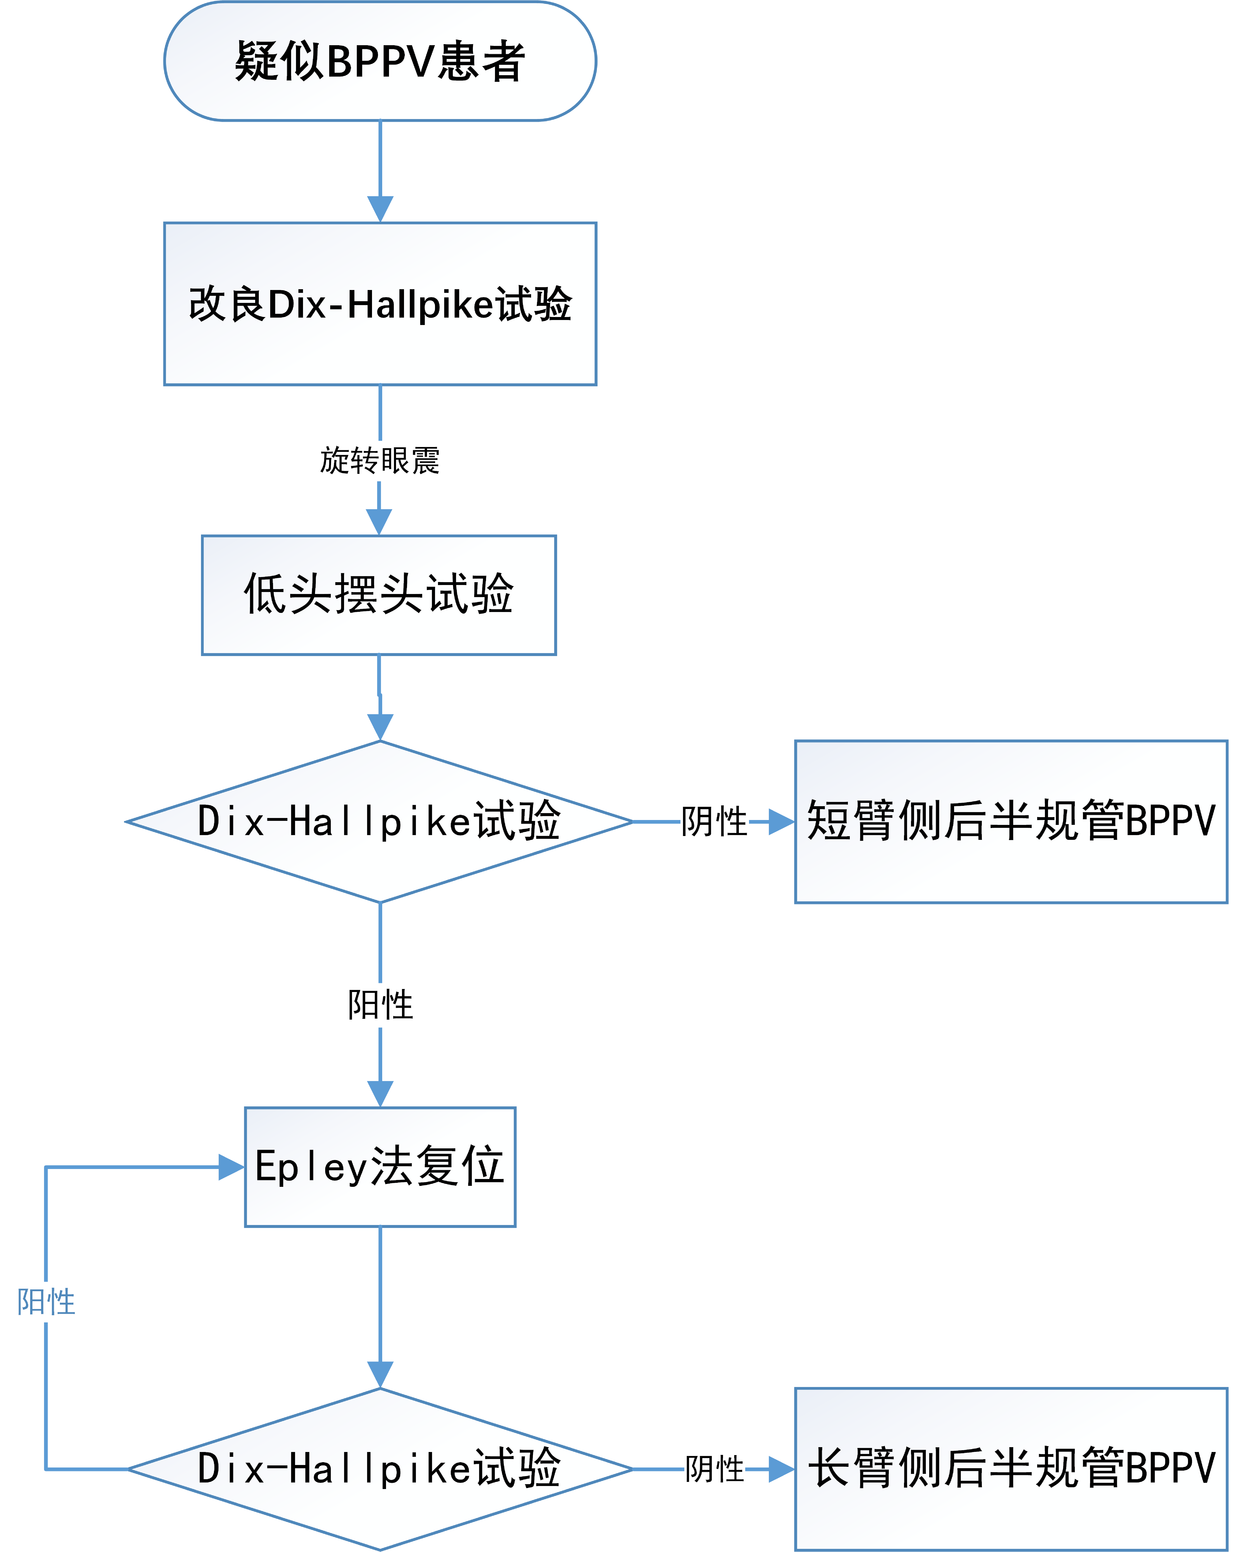 疑似BPPV患者
改良Dix-Hallpike试验
旋转眼震
低头摆头试验
Dix-Hallpike试验
阴性
短臂侧后半规管BPPV
阳性
Epley法复位
阳性
Dix-Hallpike试验
阴性
长臂侧后半规管BPPV